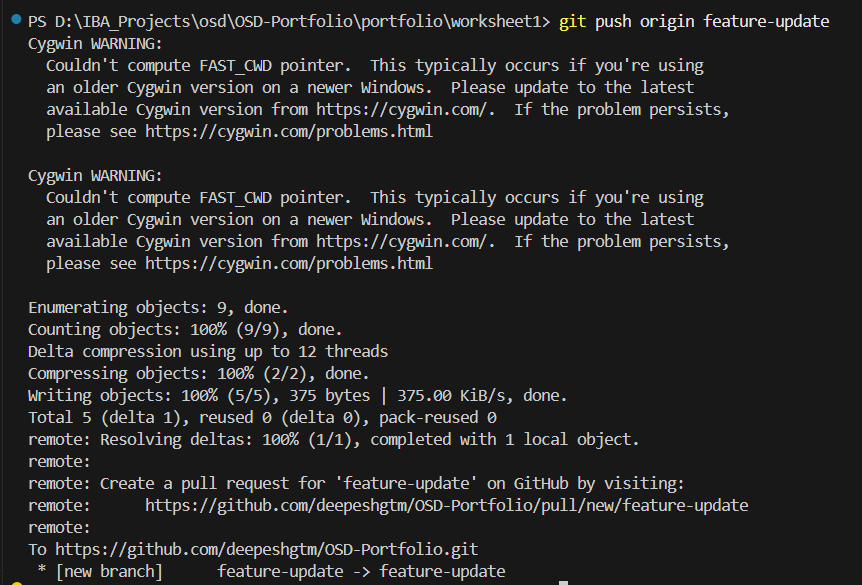 PS D:\IBA_Projects\osd\OSD-Portfolio\portfolio\worksheet1> git push origin feature-update
Cygwin WARNING:
  Couldn't compute FAST_CWD pointer.  This typically occurs if you're using
  an older Cygwin version on a newer Windows.  Please update to the latest
  available Cygwin version from https://cygwin.com/.  If the problem persists,
  please see https://cygwin.com/problems.html

Cygwin WARNING:
  Couldn't compute FAST_CWD pointer.  This typically occurs if you're using
  an older Cygwin version on a newer Windows.  Please update to the latest
  available Cygwin version from https://cygwin.com/.  If the problem persists,
  please see https://cygwin.com/problems.html

Enumerating objects: 9, done.
Counting objects: 100% (9/9), done.
Delta compression using up to 12 threads
Compressing objects: 100% (2/2), done.
Writing objects: 100% (5/5), 375 bytes | 375.00 KiB/s, done.
Total 5 (delta 1), reused 0 (delta 0), pack-reused 0
remote: Resolving deltas: 100% (1/1), completed with 1 local object.
remote:
remote: Create a pull request for 'feature-update' on GitHub by visiting:
remote:      https://github.com/deepeshgtm/OSD-Portfolio/pull/new/feature-update
remote:
To https://github.com/deepeshgtm/OSD-Portfolio.git
 * [new branch]      feature-update -> feature-update